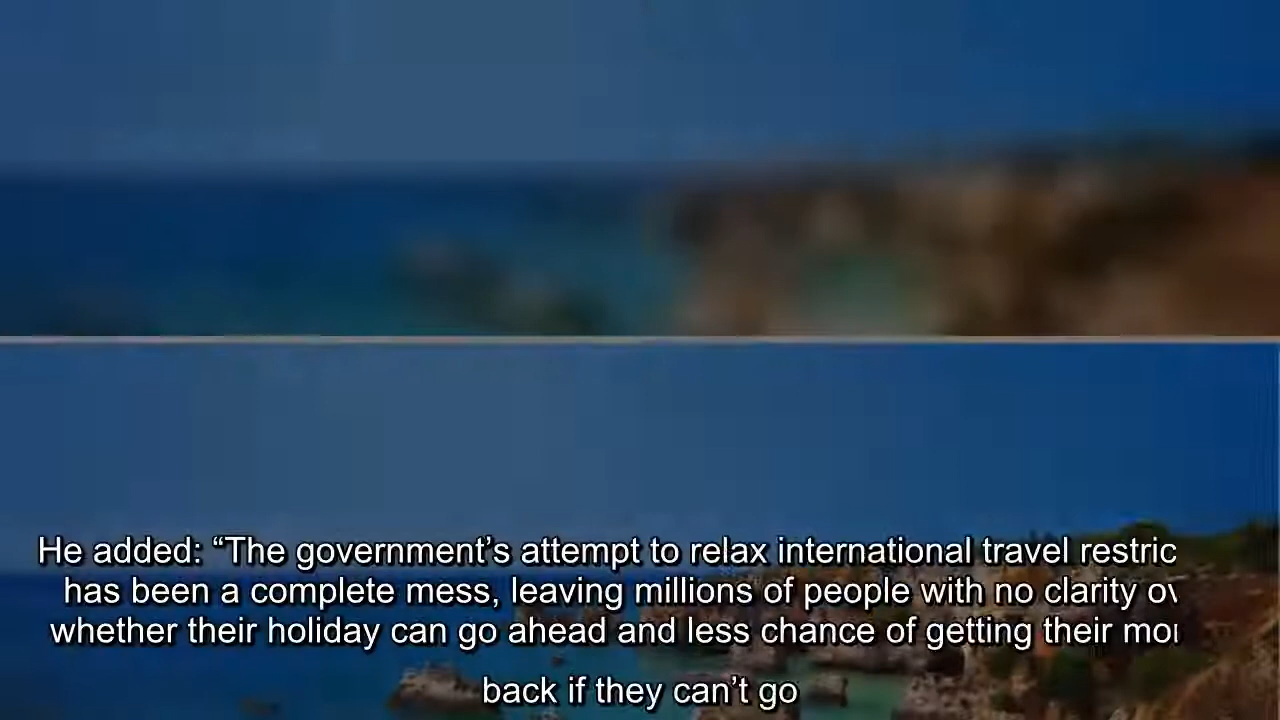 He added: “The government’s attempt to relax international travel restric
has been a complete mess, leaving millions of people with no clarity
whether their holiday can go ahead and less chance of getting their
back if they can’t go